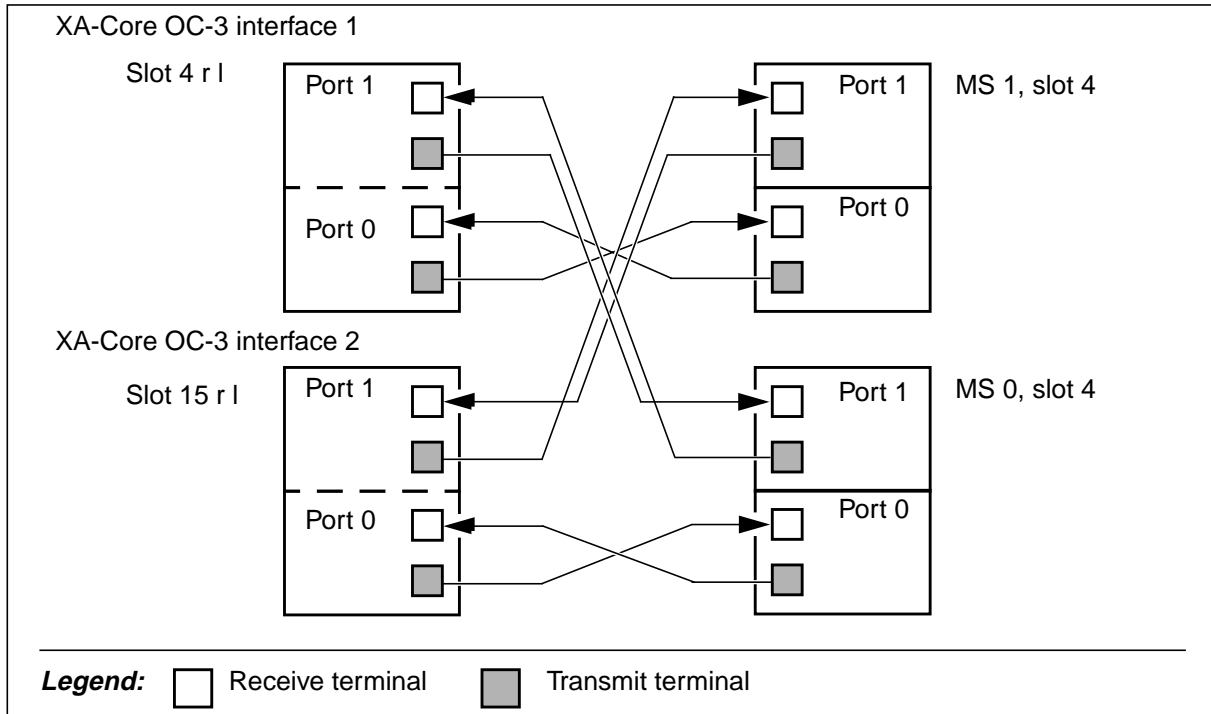 XA-Core OC-3 interface 1
Slot 4 r l
Port 1
Port 1
MS 1, slot 4
Port 0
Port 0
XA-Core OC-3 interface 2
Slot 15 r l
Port 1
Port 1
MS 0, slot 4
Port 0
Port 0
Legend: Receive terminal Transmit terminal